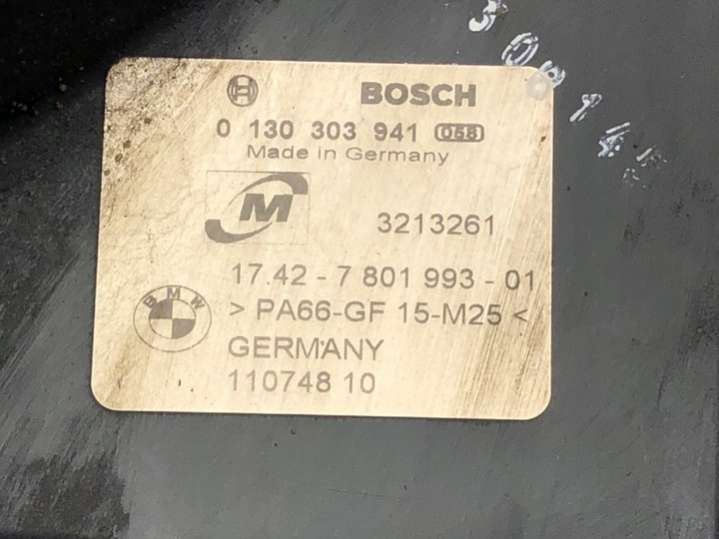 BOSCH
0 130 303 941 058
Made in Germany
M
3213261
17.42 - 7 801 993 - 01
BMW
> PA66-GF 15-M25 <
GERMANY
110748 10